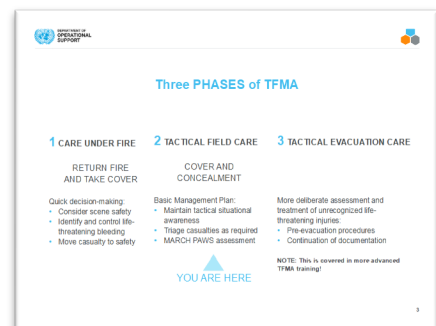 DEPARTMENT OF
OPERATIONAL
SUPPORT
Three PHASES of TFMA
1 CARE UNDER FIRE
RETURN FIRE
AND TAKE COVER
Quick decision-making:
• Consider scene safety
• Identify and control life-
threatening bleeding
• Move casualty to safety
2 TACTICAL FIELD CARE
COVER AND
CONCEALMENT
Basic Management Plan:
• Maintain tactical situational
awareness
• Triage casualties as required
• MARCH PAWS assessment
YOU ARE HERE
3 TACTICAL EVACUATION CARE
More deliberate assessment and
treatment of unrecognized life-
threatening injuries:
• Pre-evacuation procedures
• Continuation of documentation
NOTE: This is covered in more advanced
TFMA training!
3